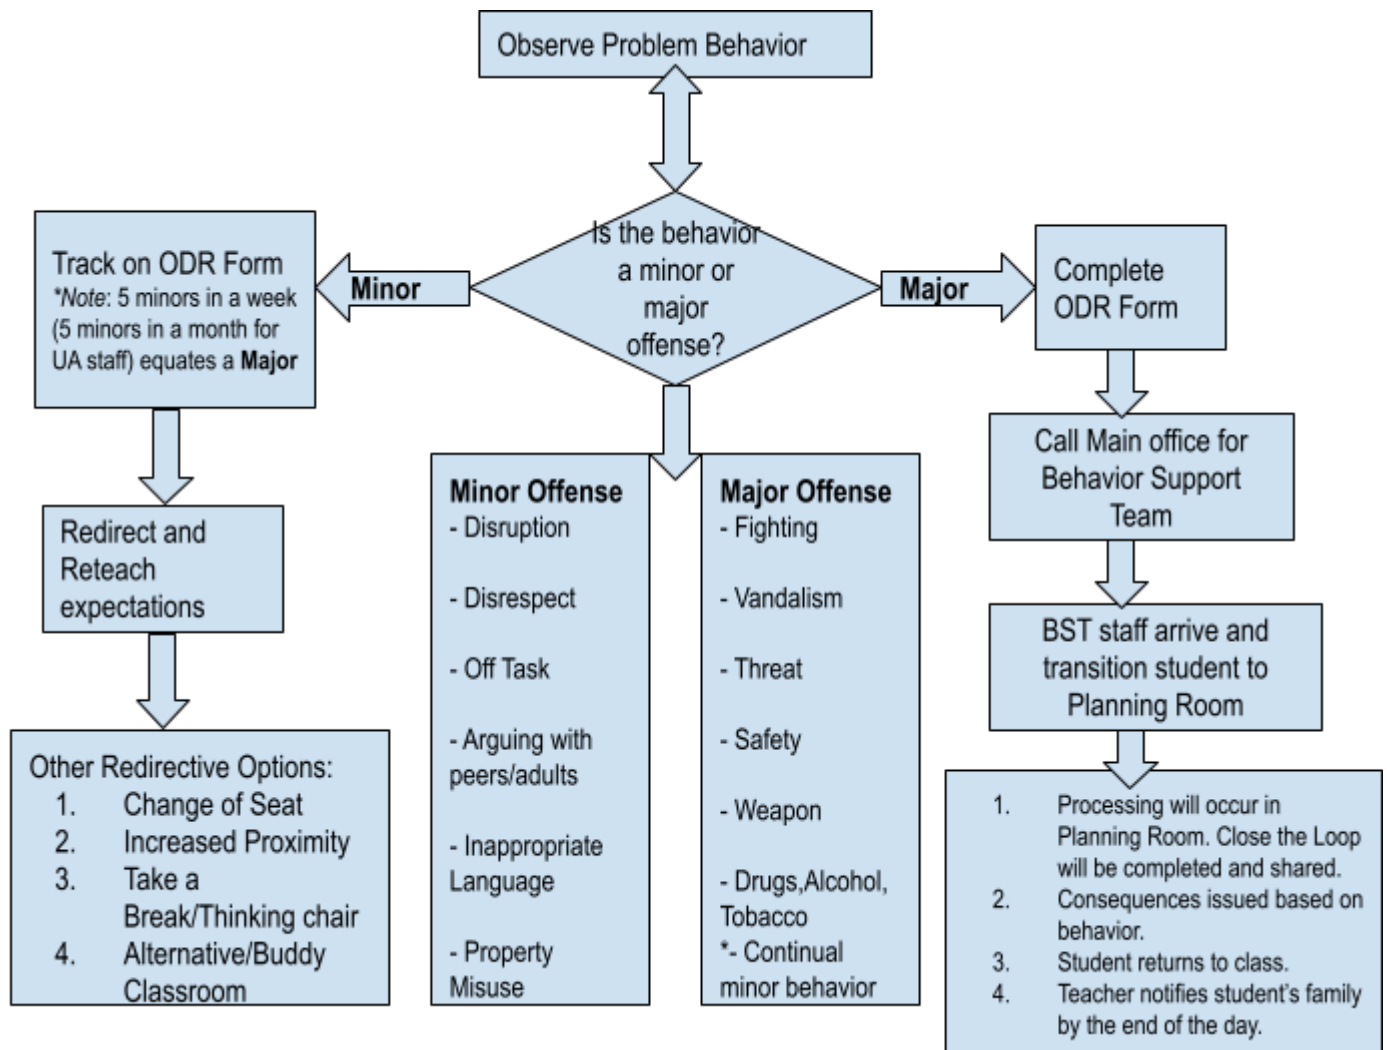 Observe Problem Behavior
Is the behavior
a minor or
major
offense?
Minor
Major
Track on ODR Form
*Note: 5 minors in a week
(5 minors in a month for
UA staff) equates a Major
Redirect and
Reteach
expectations
Other Redirective Options:
1. Change of Seat
2. Increased Proximity
3. Take a
Break/Thinking chair
4. Alternative/Buddy
Classroom
Minor Offense
- Disruption
- Disrespect
- Off Task
- Arguing with
peers/adults
- Inappropriate
Language
- Property
Misuse
Major Offense
- Fighting
- Vandalism
- Threat
- Safety
- Weapon
- Drugs,Alcohol,
Tobacco
*- Continual
minor behavior
Complete
ODR Form
Call Main office for
Behavior Support
Team
BST staff arrive and
transition student to
Planning Room
1. Processing will occur in
Planning Room. Close the Loop
will be completed and shared.
2. Consequences issued based on
behavior.
3. Student returns to class.
4. Teacher notifies student's family
by the end of the day.